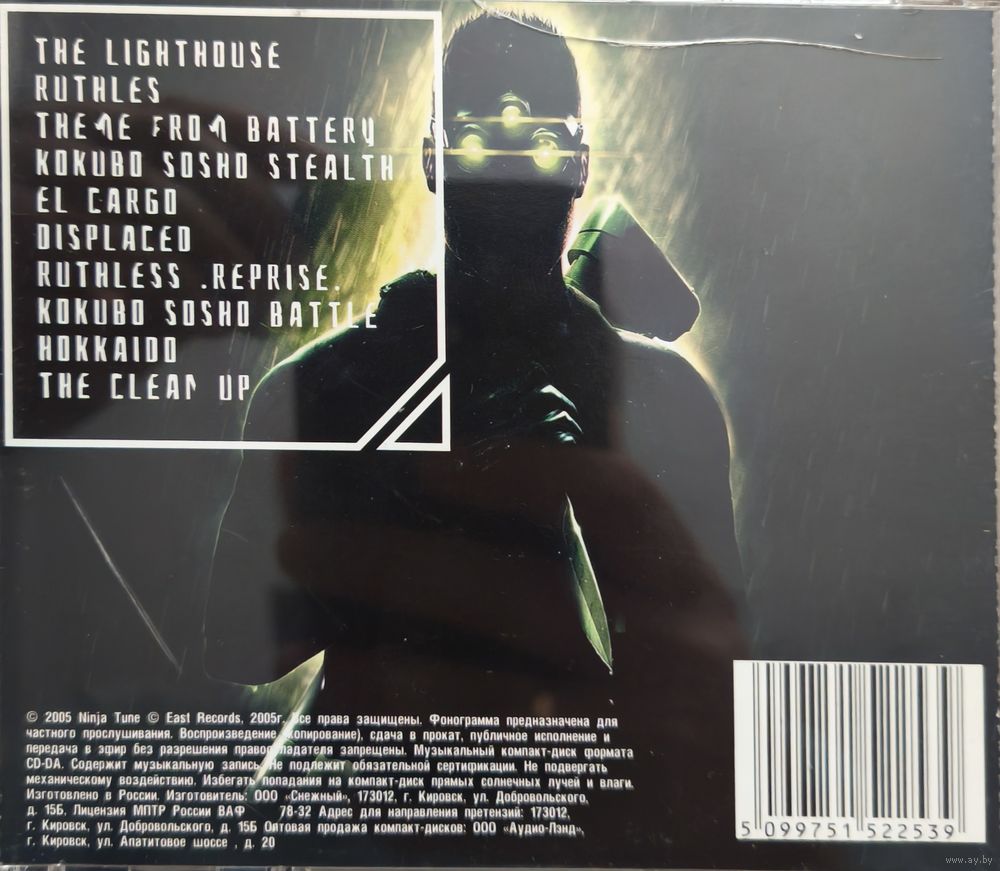 THE LIGHTHOUSE
RUTHLES
THEME FROM BATTERY
KOKUBO SOSHO STEALTH
EL CARGO
DISPLACED
RUTHLESS .REPRISE.
KOKUBO SOSHO BATTLE
HOKKAIDO
THE CLEAN UP
© 2005 Ninja Tune © East Records, 2005г. Все права защищены. Фонограмма предназначена для
частного прослушивания. Воспроизведение (копирование), сдача в прокат, публичное исполнение и
передача в эфир без разрешения правообладателя запрещены. Музыкальный компакт-диск формата
CD-DA. Содержит музыкальную запись. Не подлежит обязательной сертификации. Не подвергать
механическому воздействию. Избегать попадания на компакт-диск прямых солнечных лучей и влаги.
Изготовлено в России. Изготовитель: ООО «Снежный», 173012, г. Кировск, ул. Добровольского,
д. 15Б, Лицензия МПТР России ВАФ 78-32 Адрес для направления претензий: 173012,
г. Кировск, ул. Добровольского, д. 15Б Оптовая продажа компакт-дисков: ООО «Аудио-Лэнд»,
г. Кировск, ул. Апатитовое шоссе , д. 20
5 099751 522539
www.ay.by